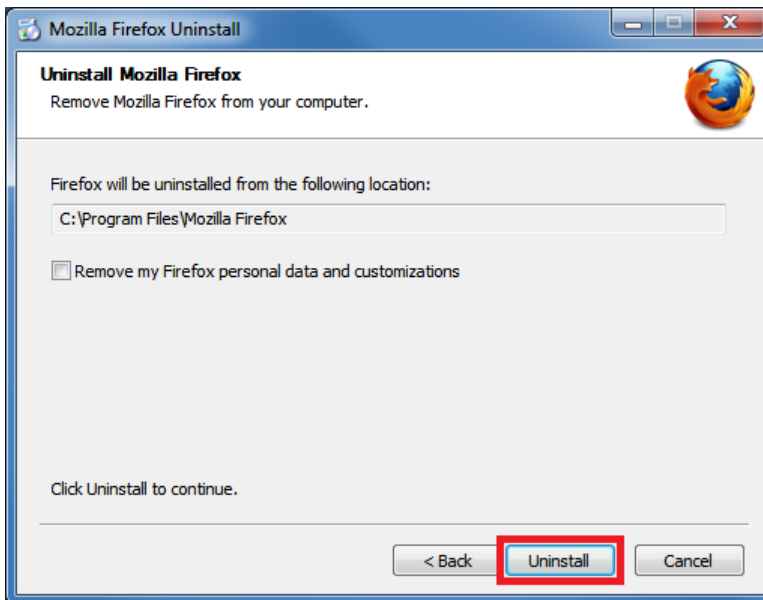 Mozilla Firefox Uninstall
Uninstall Mozilla Firefox
Remove Mozilla Firefox from your computer.
Firefox will be uninstalled from the following location:
C:\Program Files\Mozilla Firefox
Remove my Firefox personal data and customizations
Click Uninstall to continue.
< Back Uninstall Cancel